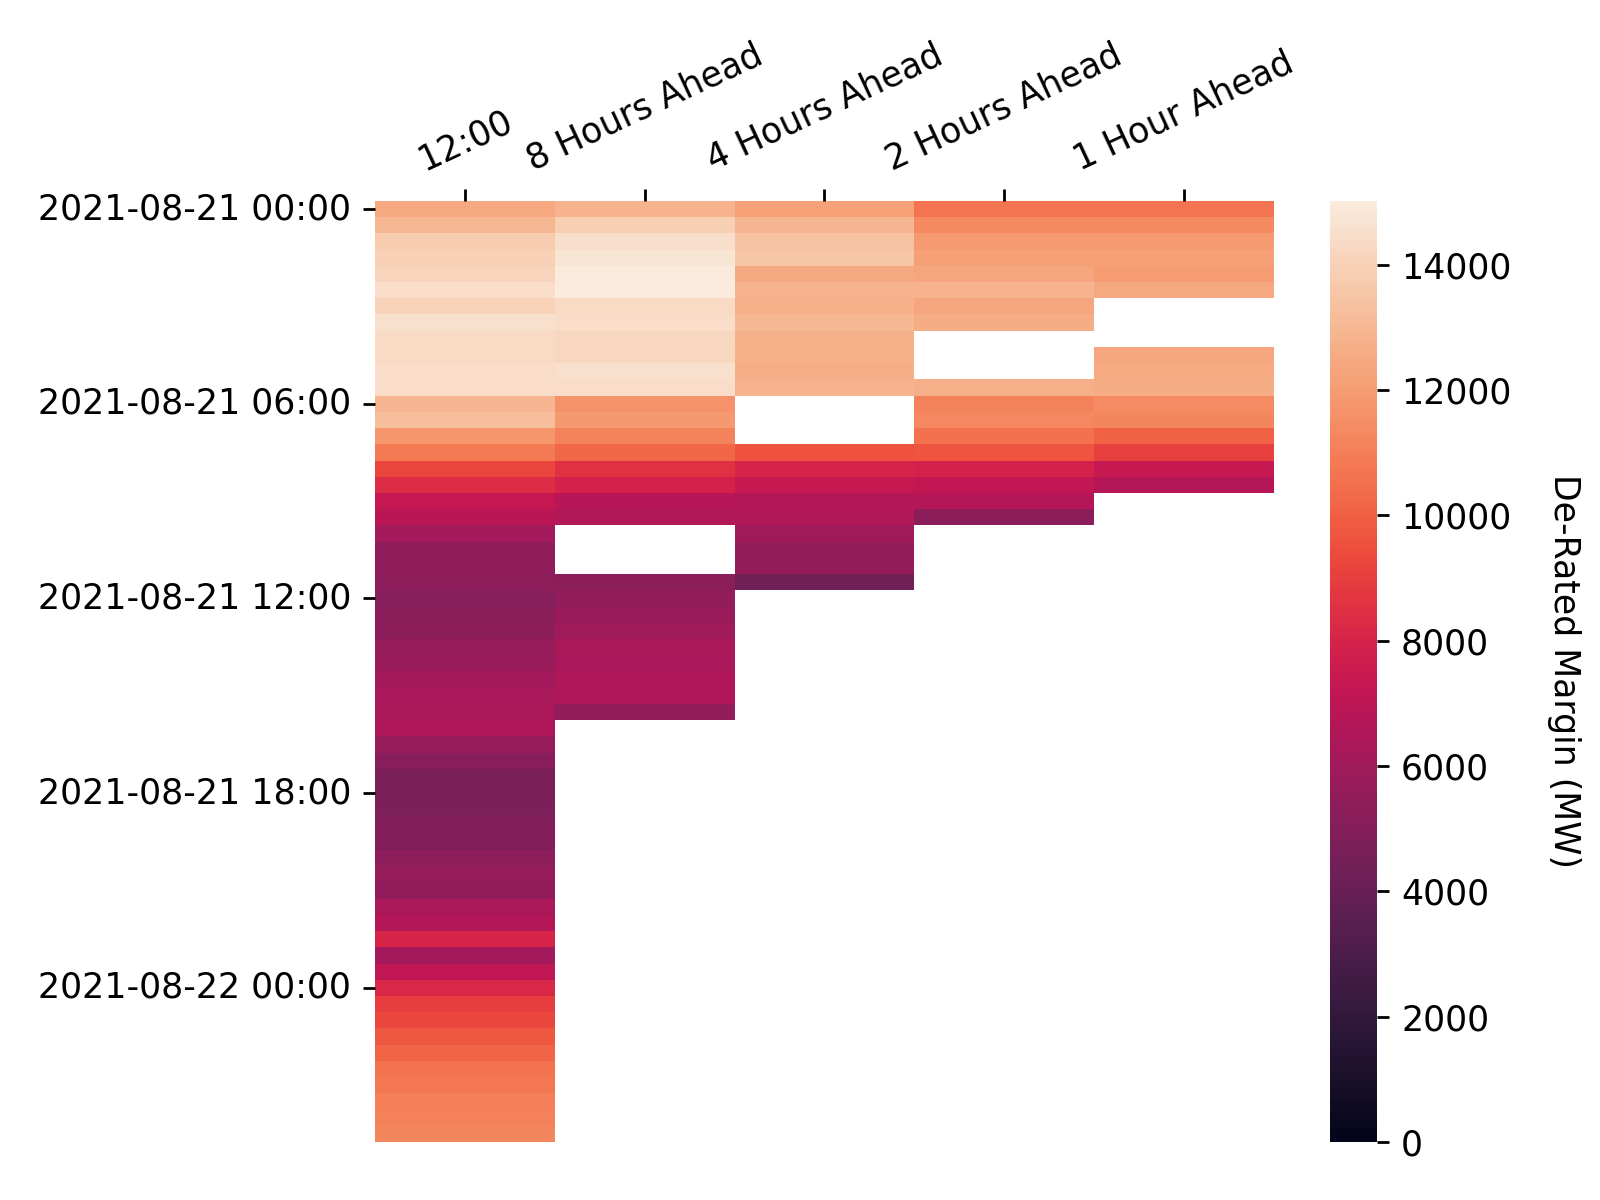 12:00
8 Hours Ahead
4 Hours Ahead
2 Hours Ahead
1 Hour Ahead
2021-08-21 00:00
2021-08-21 06:00
2021-08-21 12:00
2021-08-21 18:00
2021-08-22 00:00
14000
12000
10000
8000
6000
4000
2000
0
De-Rated Margin (MW)